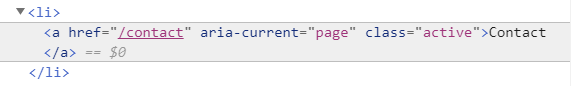 ▼<li>
<a href="/contact" aria-current="page" class="active">Contact
</a> == $0
</li>